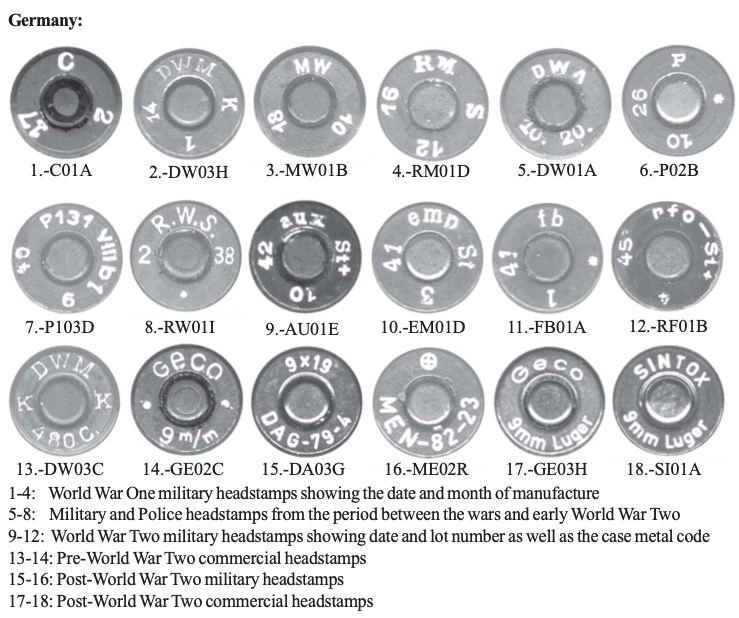 Germany:
C
2
17
DWM
K
1
14
MW
10
18
RM
S
12
16
DWA
10. 20.
P
*
10
26
1.-C01A
2.-DW03H
3.-MW01B
4.-RM01D
5.-DW01A
6.-P02B
P131
VIIIb1
9
40
R.W.S.
2
38
aux
St+
10
42
emp
St
3
41
fb
*
1
41
rfo
St+
4
45
7.-P103D
8.-RW01I
9.-AU01E
10.-EM01D
11.-FB01A
12.-RF01B
DWM
K K
480C.
Geco
9 m/m
9×19
DAG-79-4
MEN-82-23
Geco
9mm Luger
SINTOX
9mm Luger
13.-DW03C
14.-GE02C
15.-DA03G
16.-ME02R
17.-GE03H
18.-SI01A
1-4: World War One military headstamps showing the date and month of manufacture
5-8: Military and Police headstamps from the period between the wars and early World War Two
9-12: World War Two military headstamps showing date and lot number as well as the case metal code
13-14: Pre-World War Two commercial headstamps
15-16: Post-World War Two military headstamps
17-18: Post-World War Two commercial headstamps